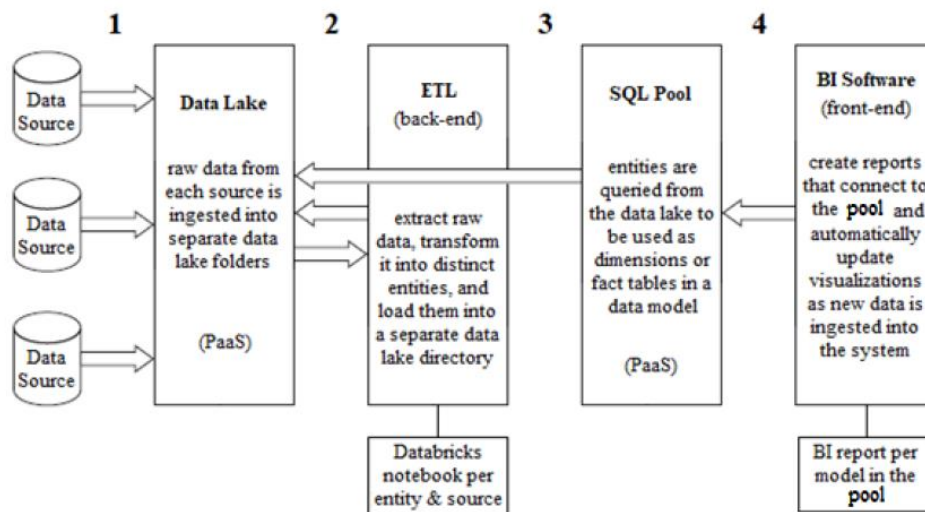 1
2
3
4
Data
Source
Data
Source
Data
Source
Data Lake
raw data from
each source is
ingested into
separate data
lake folders
(PaaS)
ETL
(back-end)
extract raw
data, transform
it into distinct
entities, and
load them into
a separate data
lake directory
Databricks
notebook per
entity & source
SQL Pool
entities are
queried from
the data lake to
be used as
dimensions or
fact tables in a
data model
(PaaS)
BI Software
(front-end)
create reports
that connect to
the pool and
automatically
update
visualizations
as new data is
ingested into
the system
BI report per
model in the
pool